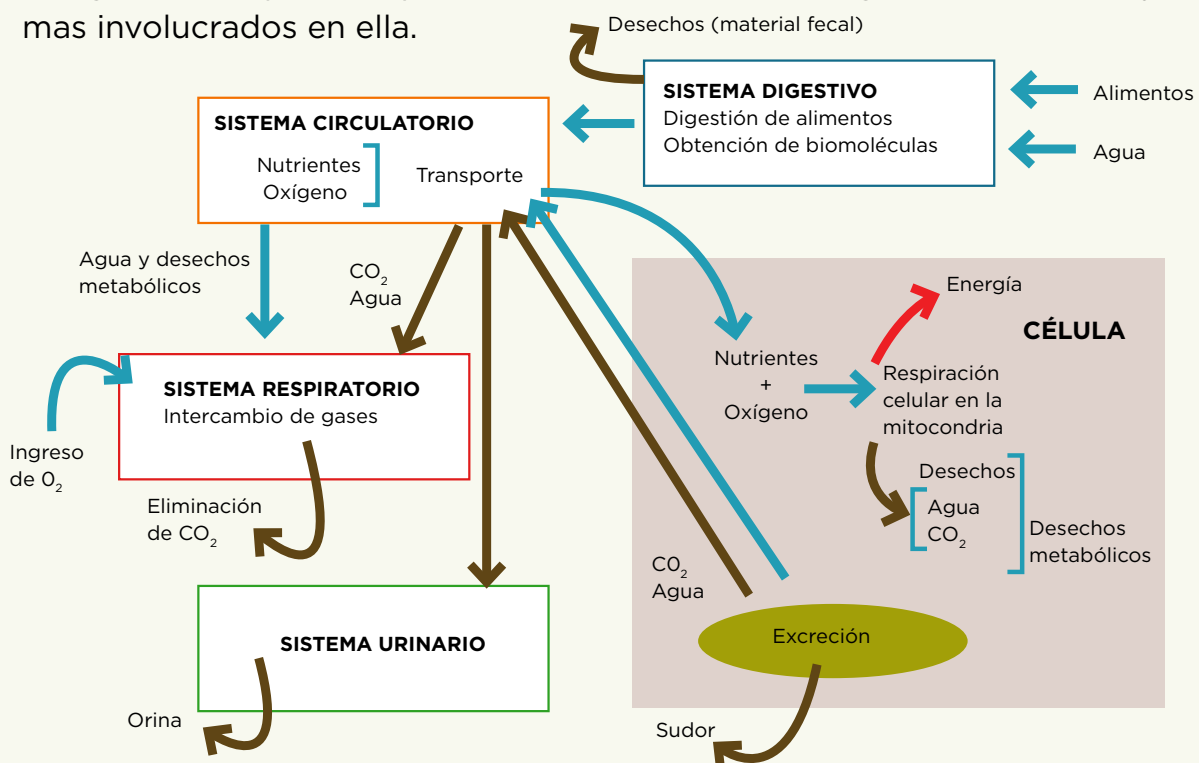 mas involucrados en ella.
Desechos (material fecal)
SISTEMA DIGESTIVO
Digestión de alimentos
Obtención de biomoléculas
Alimentos
Agua
SISTEMA CIRCULATORIO
Nutrientes
Oxígeno
Transporte
Agua y desechos
metabólicos
CO₂
Agua
SISTEMA RESPIRATORIO
Intercambio de gases
Ingreso
de 0₂
Eliminación
de CO₂
SISTEMA URINARIO
Orina
CÉLULA
Energía
Nutrientes
+
Oxígeno
Respiración
celular en la
mitocondria
Desechos
Agua
CO₂
Desechos
metabólicos
C0₂
Agua
Excreción
Sudor